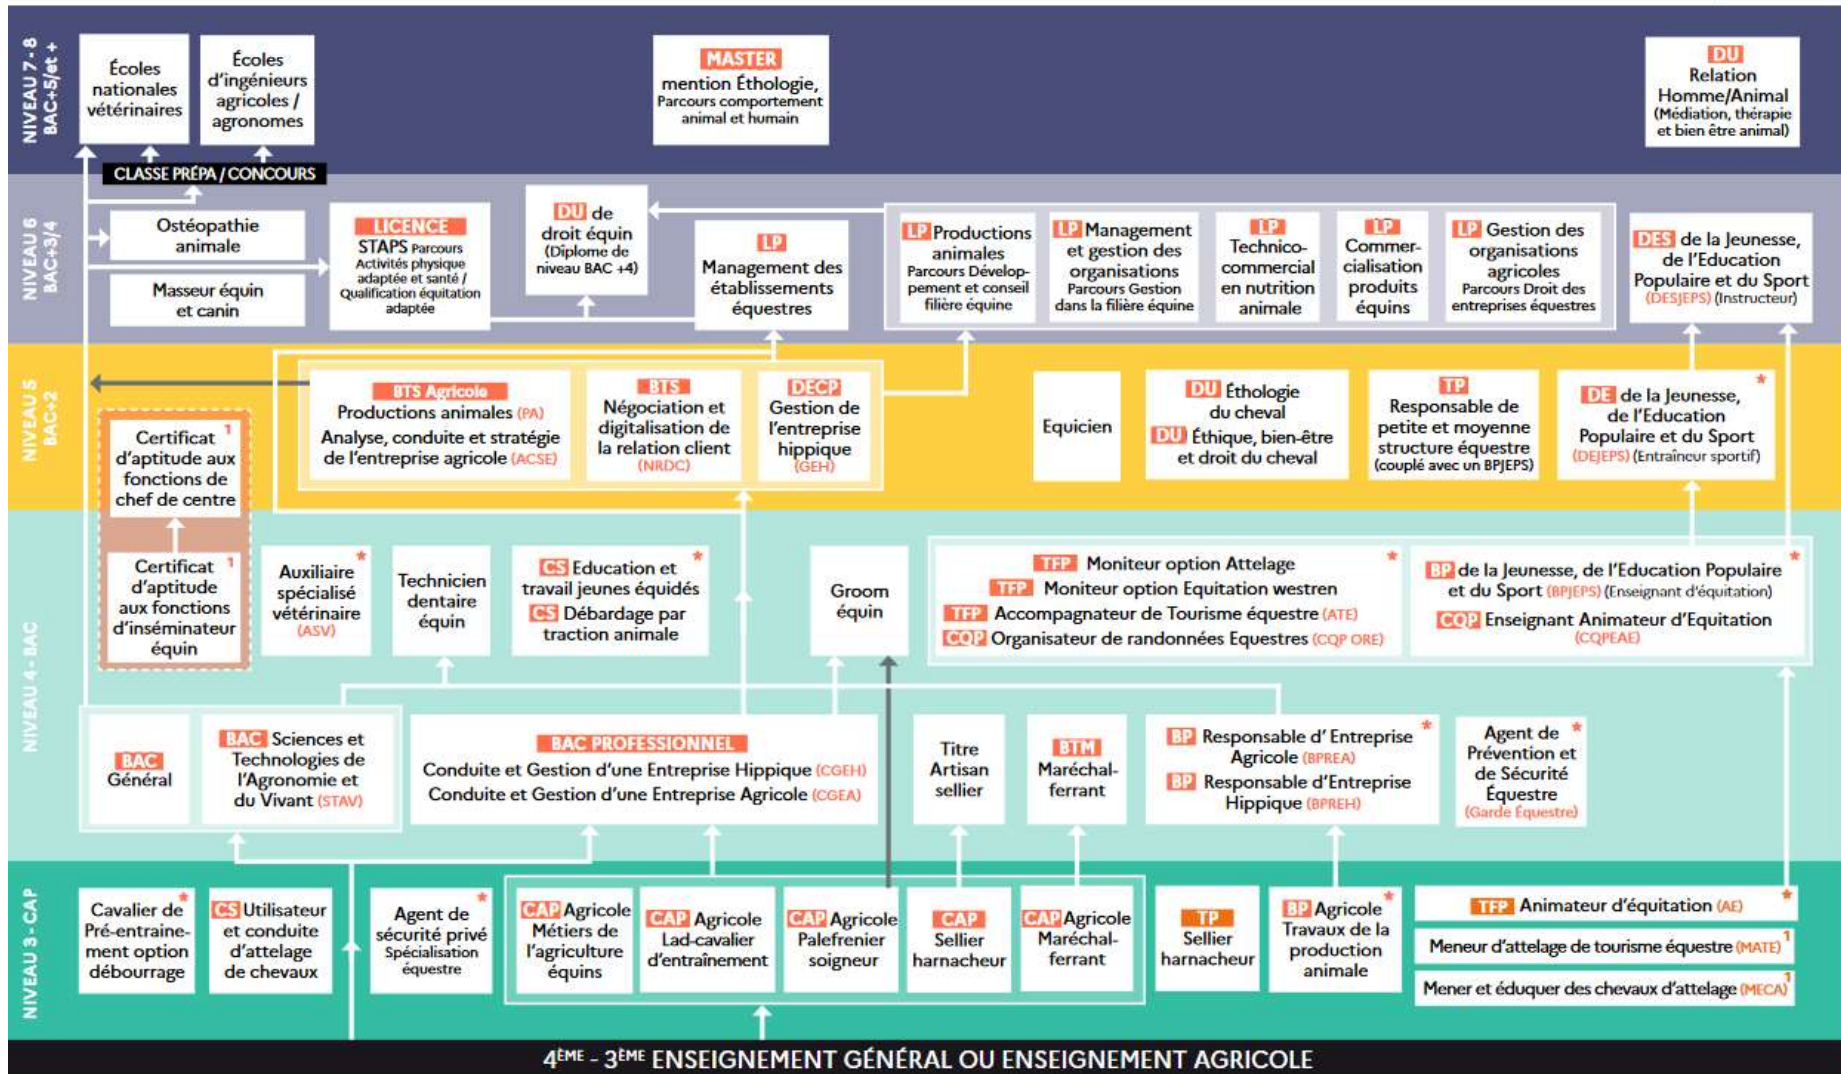 NIVEAU 7 - 8
BAC+5/et +
Écoles
nationales
vétérinaires
Écoles
d'ingénieurs
agricoles /
agronomes
MASTER
mention Éthologie,
Parcours comportement
animal et humain
DU
Relation
Homme/Animal
(Médiation, thérapie
et bien être animal)
CLASSE PRÉPA / CONCOURS
NIVEAU 6
BAC+3/4
Ostéopathie
animale
Masseur équin
et canin
LICENCE
STAPS Parcours
Activités physique
adaptée et santé /
Qualification équitation
adaptée
DU de
droit équin
(Diplome de
niveau BAC +4)
LP
Management des
établissements
équestres
LP Productions
animales
Parcours Dévelop-
pement et conseil
filière équine
LP Management
et gestion des
organisations
Parcours Gestion
dans la filière équine
LP
Technico-
commercial
en nutrition
animale
LP
Commer-
cialisation
produits
équins
LP Gestion des
organisations
agricoles
Parcours Droit des
entreprises équestres
DES de la Jeunesse,
de l'Education
Populaire et du Sport
(DESJEPS) (Instructeur)
NIVEAU 5
BAC+2
Certificat 1
d'aptitude aux
fonctions de
chef de centre
BTS Agricole
Productions animales (PA)
Analyse, conduite et stratégie
de l'entreprise agricole (ACSE)
BTS
Négociation et
digitalisation de
la relation client
(NRDC)
DECP
Gestion de
l'entreprise
hippique
(GEH)
Equicien
DU Éthologie
du cheval
DU Éthique, bien-être
et droit du cheval
TP
Responsable de
petite et moyenne
structure équestre
(couplé avec un BPJEPS)
DE de la Jeunesse, *
de l'Education
Populaire et du Sport
(DEJEPS) (Entraîneur sportif)
NIVEAU 4 - BAC
Certificat 1
d'aptitude
aux fonctions
d'inséminateur
équin
Auxiliaire *
spécialisé
vétérinaire
(ASV)
Technicien
dentaire
équin
CS Education et *
travail jeunes équidés
CS Débardage par
traction animale
Groom
équin
TFP Moniteur option Attelage *
TFP Moniteur option Equitation westren
TFP Accompagnateur de Tourisme équestre (ATE)
CQP Organisateur de randonnées Equestres (CQP ORE)
BP de la Jeunesse, de l'Education Populaire *
et du Sport (BPJEPS) (Enseignant d'équitation)
CQP Enseignant Animateur d'Equitation
(CQPEAE)
BAC
Général
BAC Sciences et
Technologies de
l'Agronomie et
du Vivant (STAV)
BAC PROFESSIONNEL
Conduite et Gestion d'une Entreprise Hippique (CGEH)
Conduite et Gestion d'une Entreprise Agricole (CGEA)
Titre
Artisan
sellier
BTM
Maréchal-
ferrant
BP Responsable d' Entreprise *
Agricole (BPREA)
BP Responsable d'Entreprise
Hippique (BPREH)
Agent de *
Prévention et
de Sécurité
Équestre
(Garde Équestre)
NIVEAU 3 - CAP
Cavalier de *
Pré-entraine-
ment option
débourrage
CS Utilisateur
et conduite
d'attelage
de chevaux
Agent de *
sécurité privé
Spécialisation
équestre
CAP Agricole
Métiers de
l'agriculture
équins
CAP Agricole
Lad-cavalier
d'entraînement
CAP Agricole
Palefrenier
soigneur
CAP
Sellier
harnacheur
CAP Agricole
Maréchal-
ferrant
TP
Sellier
harnacheur
BP Agricole *
Travaux de la
production
animale
TFP Animateur d'équitation (AE) *
Meneur d'attelage de tourisme équestre (MATE) 1
Mener et éduquer des chevaux d'attelage (MECA) 1
4ÈME - 3ÈME ENSEIGNEMENT GÉNÉRAL OU ENSEIGNEMENT AGRICOLE